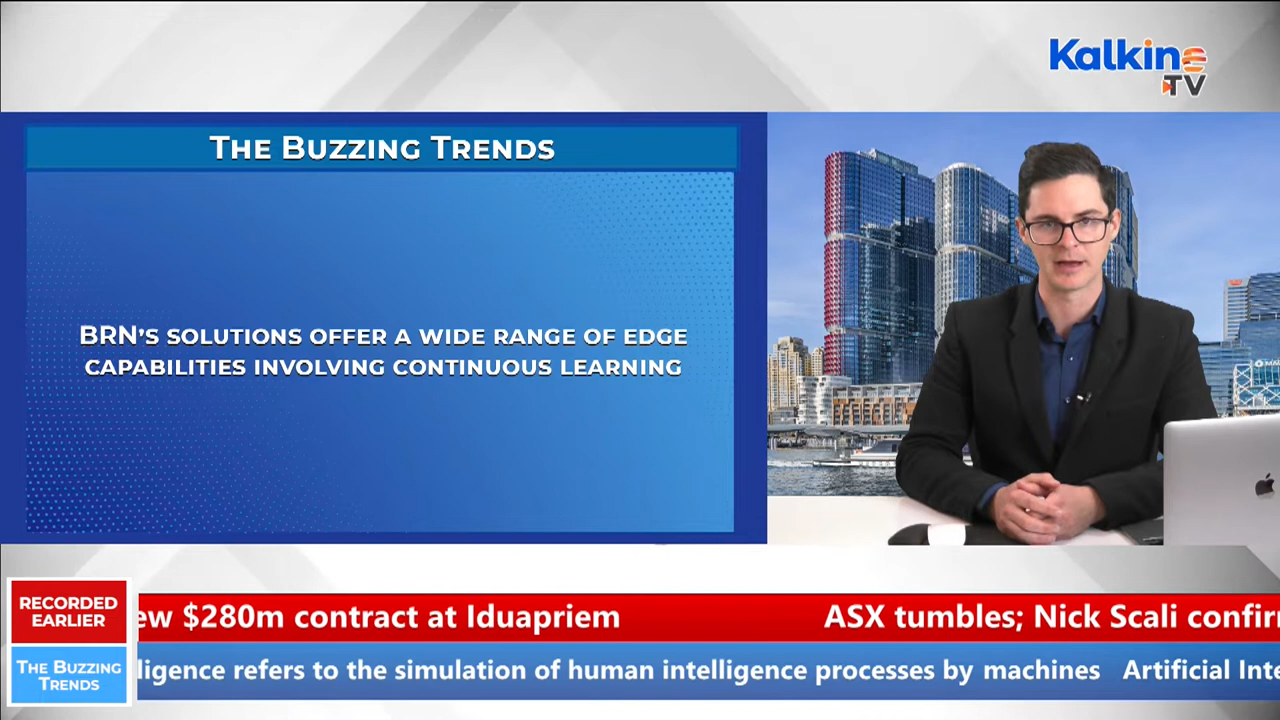 Kalkine
TV
THE BUZZING TRENDS
BRN'S SOLUTIONS OFFER A WIDE RANGE OF EDGE
CAPABILITIES INVOLVING CONTINUOUS LEARNING
RECORDED
EARLIER
ew $280m contract at Iduapriem ASX tumbles; Nick Scali confir
THE BUZZING
TRENDS
ligence refers to the simulation of human intelligence processes by machines Artificial Inte